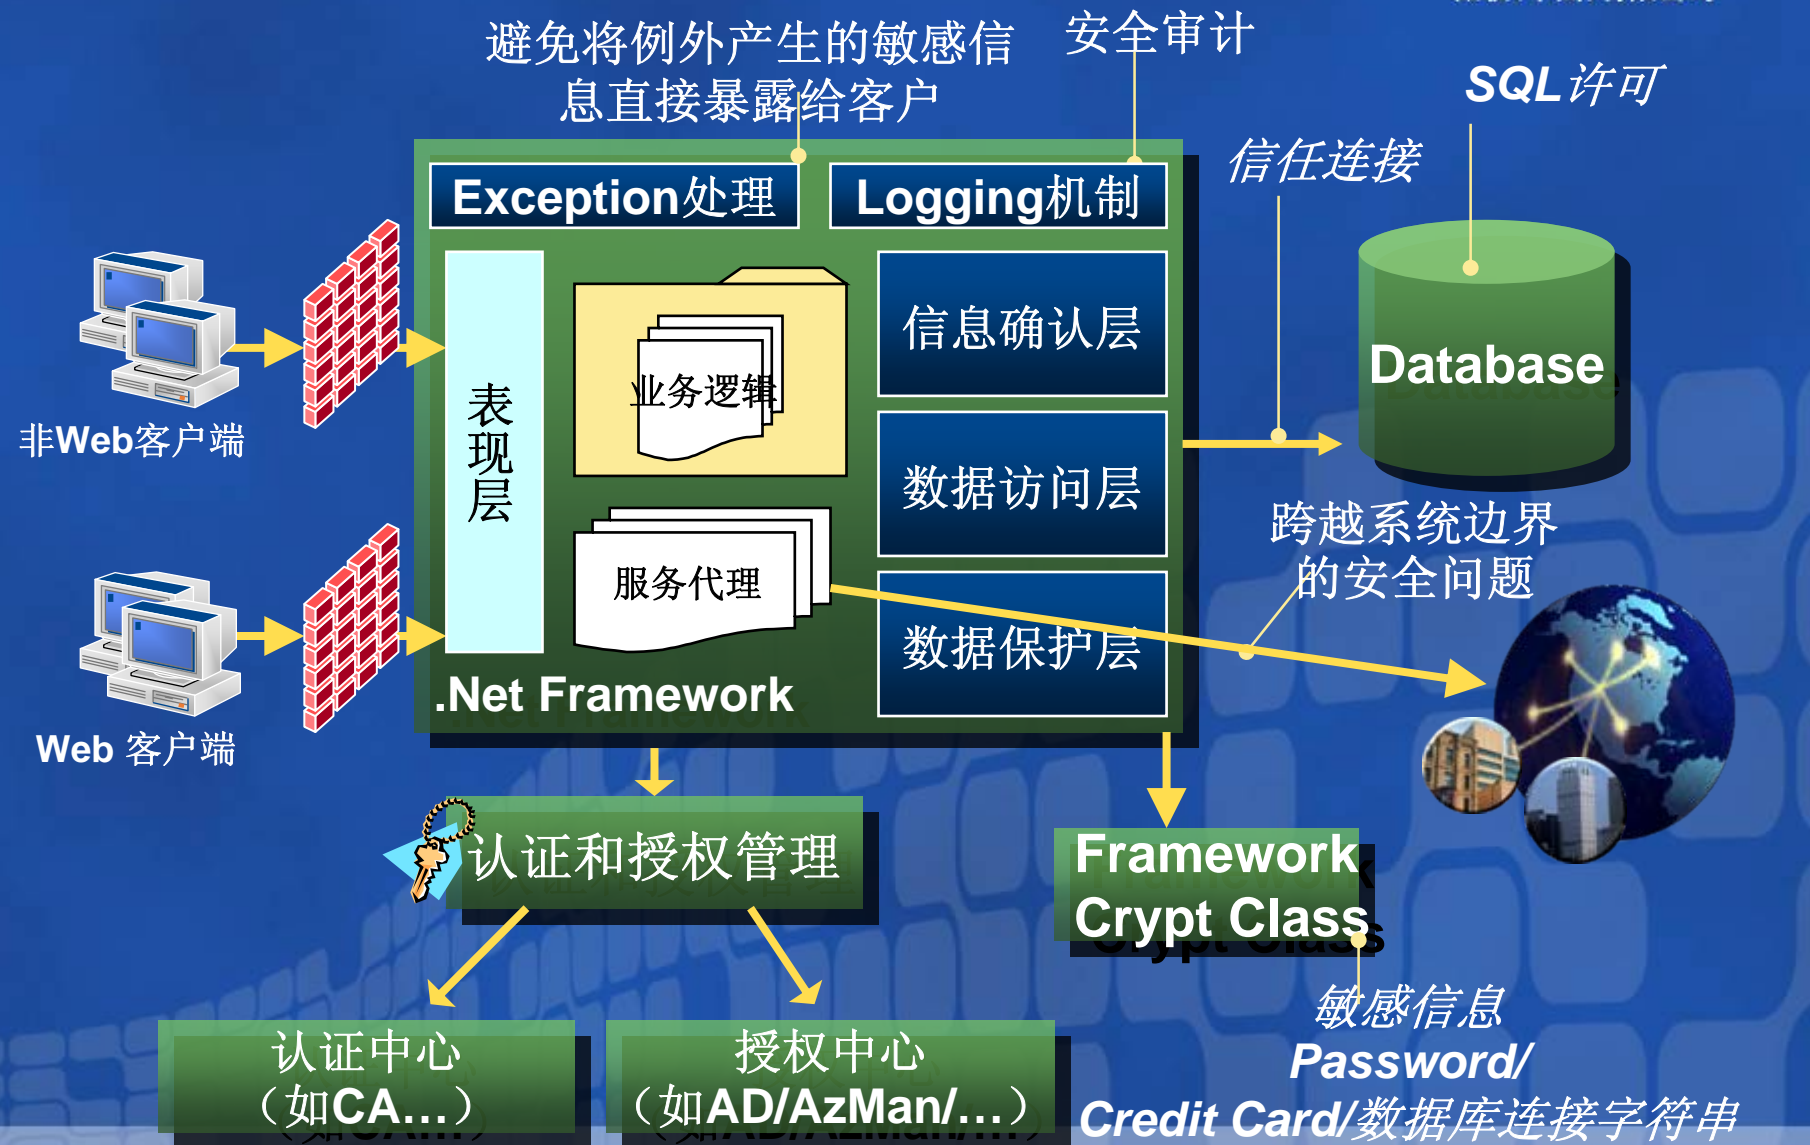 避免将例外产生的敏感信
息直接暴露给客户
安全审计
SQL许可
信任连接
Exception处理
Logging机制
表现层
业务逻辑
服务代理
信息确认层
数据访问层
数据保护层
.Net Framework
非Web客户端
Web 客户端
Database
跨越系统边界
的安全问题
认证和授权管理
Framework
Crypt Class
认证中心
（如CA…）
授权中心
（如AD/AzMan/…）
敏感信息
Password/
Credit Card/数据库连接字符串